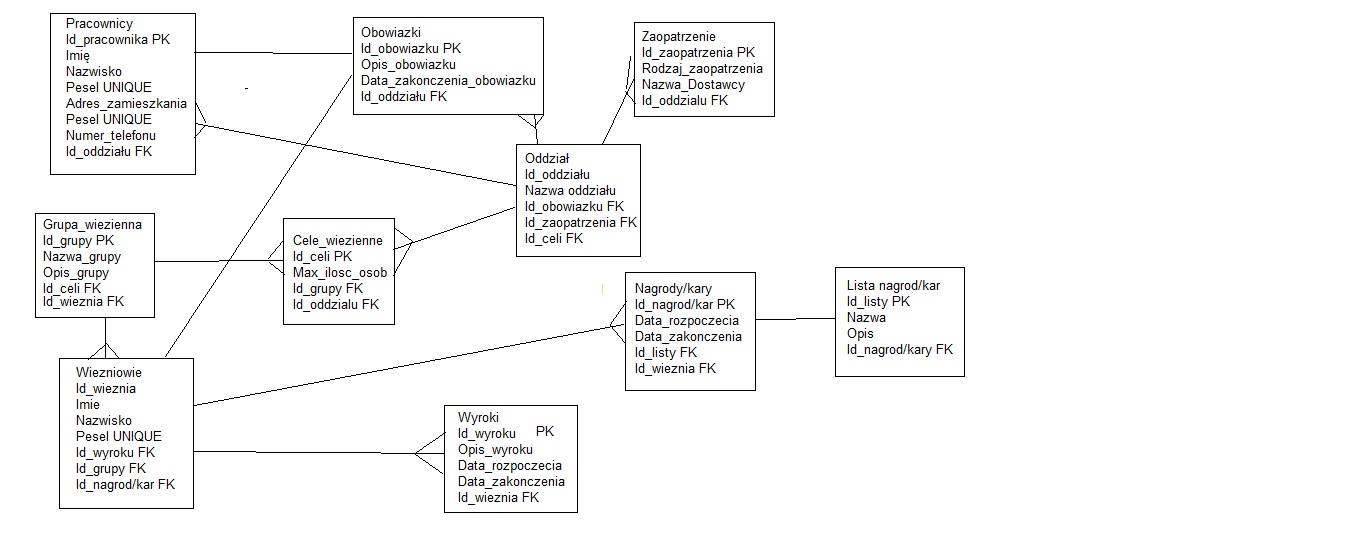 Pracownicy
Id_pracownika PK
Imię
Nazwisko
Pesel UNIQUE
Adres_zamieszkania
Pesel UNIQUE
Numer_telefonu
Id_oddziału FK
Obowiazki
Id_obowiazku PK
Opis_obowiazku
Data_zakonczenia_obowiazku
Id_oddziału FK
Zaopatrzenie
Id_zaopatrzenia PK
Rodzaj_zaopatrzenia
Nazwa_Dostawcy
Id_oddzialu FK
Oddział
Id_oddziału
Nazwa oddziału
Id_obowiazku FK
Id_zaopatrzenia FK
Id_celi FK
Grupa_wiezienna
Id_grupy PK
Nazwa_grupy
Opis_grupy
Id_celi FK
Id_wieznia FK
Cele_wiezienne
Id_celi PK
Max_ilosc_osob
Id_grupy FK
Id_oddzialu FK
Nagrody/kary
Id_nagrod/kar PK
Data_rozpoczecia
Data_zakonczenia
Id_listy FK
Id_wieznia FK
Lista nagrod/kar
Id_listy PK
Nazwa
Opis
Id_nagrod/kary FK
Wiezniowie
Id_wieznia
Imie
Nazwisko
Pesel UNIQUE
Id_wyroku FK
Id_grupy FK
Id_nagrod/kar FK
Wyroki
Id_wyroku PK
Opis_wyroku
Data_rozpoczecia
Data_zakonczenia
Id_wieznia FK